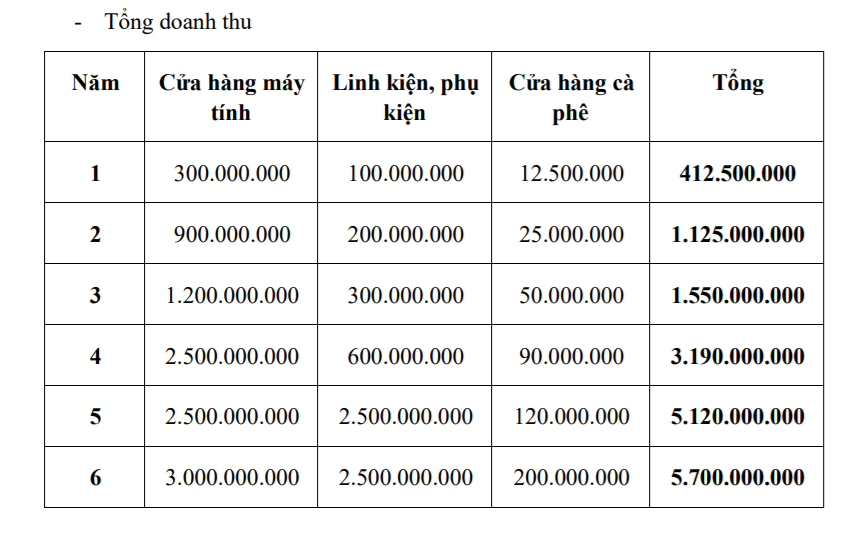 - Tổng doanh thu
Năm Cửa hàng máy tính Linh kiện, phụ kiện Cửa hàng cà phê Tổng
1 300.000.000 100.000.000 12.500.000 412.500.000
2 900.000.000 200.000.000 25.000.000 1.125.000.000
3 1.200.000.000 300.000.000 50.000.000 1.550.000.000
4 2.500.000.000 600.000.000 90.000.000 3.190.000.000
5 2.500.000.000 2.500.000.000 120.000.000 5.120.000.000
6 3.000.000.000 2.500.000.000 200.000.000 5.700.000.000